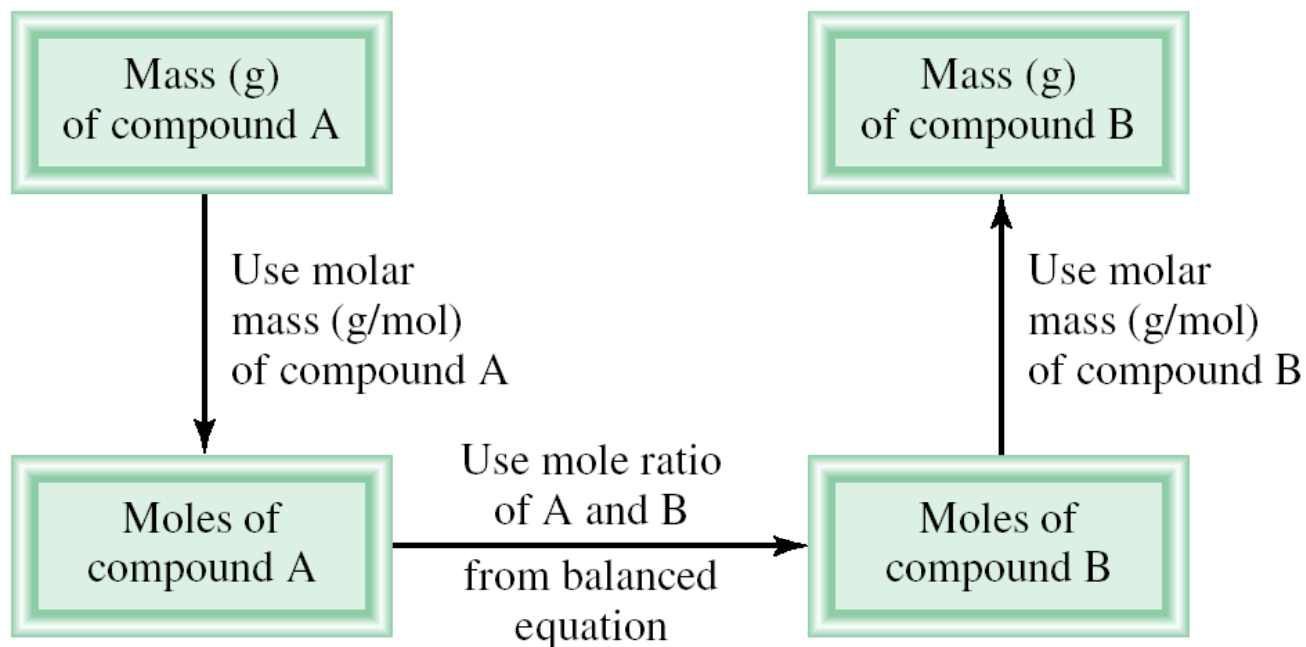 Mass (g)
of compound A
Mass (g)
of compound B
Use molar
mass (g/mol)
of compound A
Use molar
mass (g/mol)
of compound B
Moles of
compound A
Use mole ratio
of A and B
from balanced
equation
Moles of
compound B